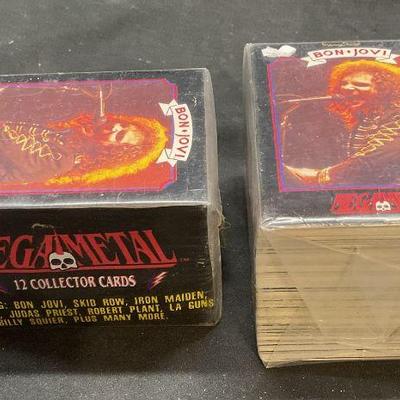 BON·JOVI
EGAMETAL™
12 COLLECTOR CARDS
G: BON JOVI, SKID ROW, IRON MAIDEN,
JUDAS PRIEST, ROBERT PLANT, LA GUNS
BILLY SQUIER, PLUS MANY MORE.
BON·JOVI